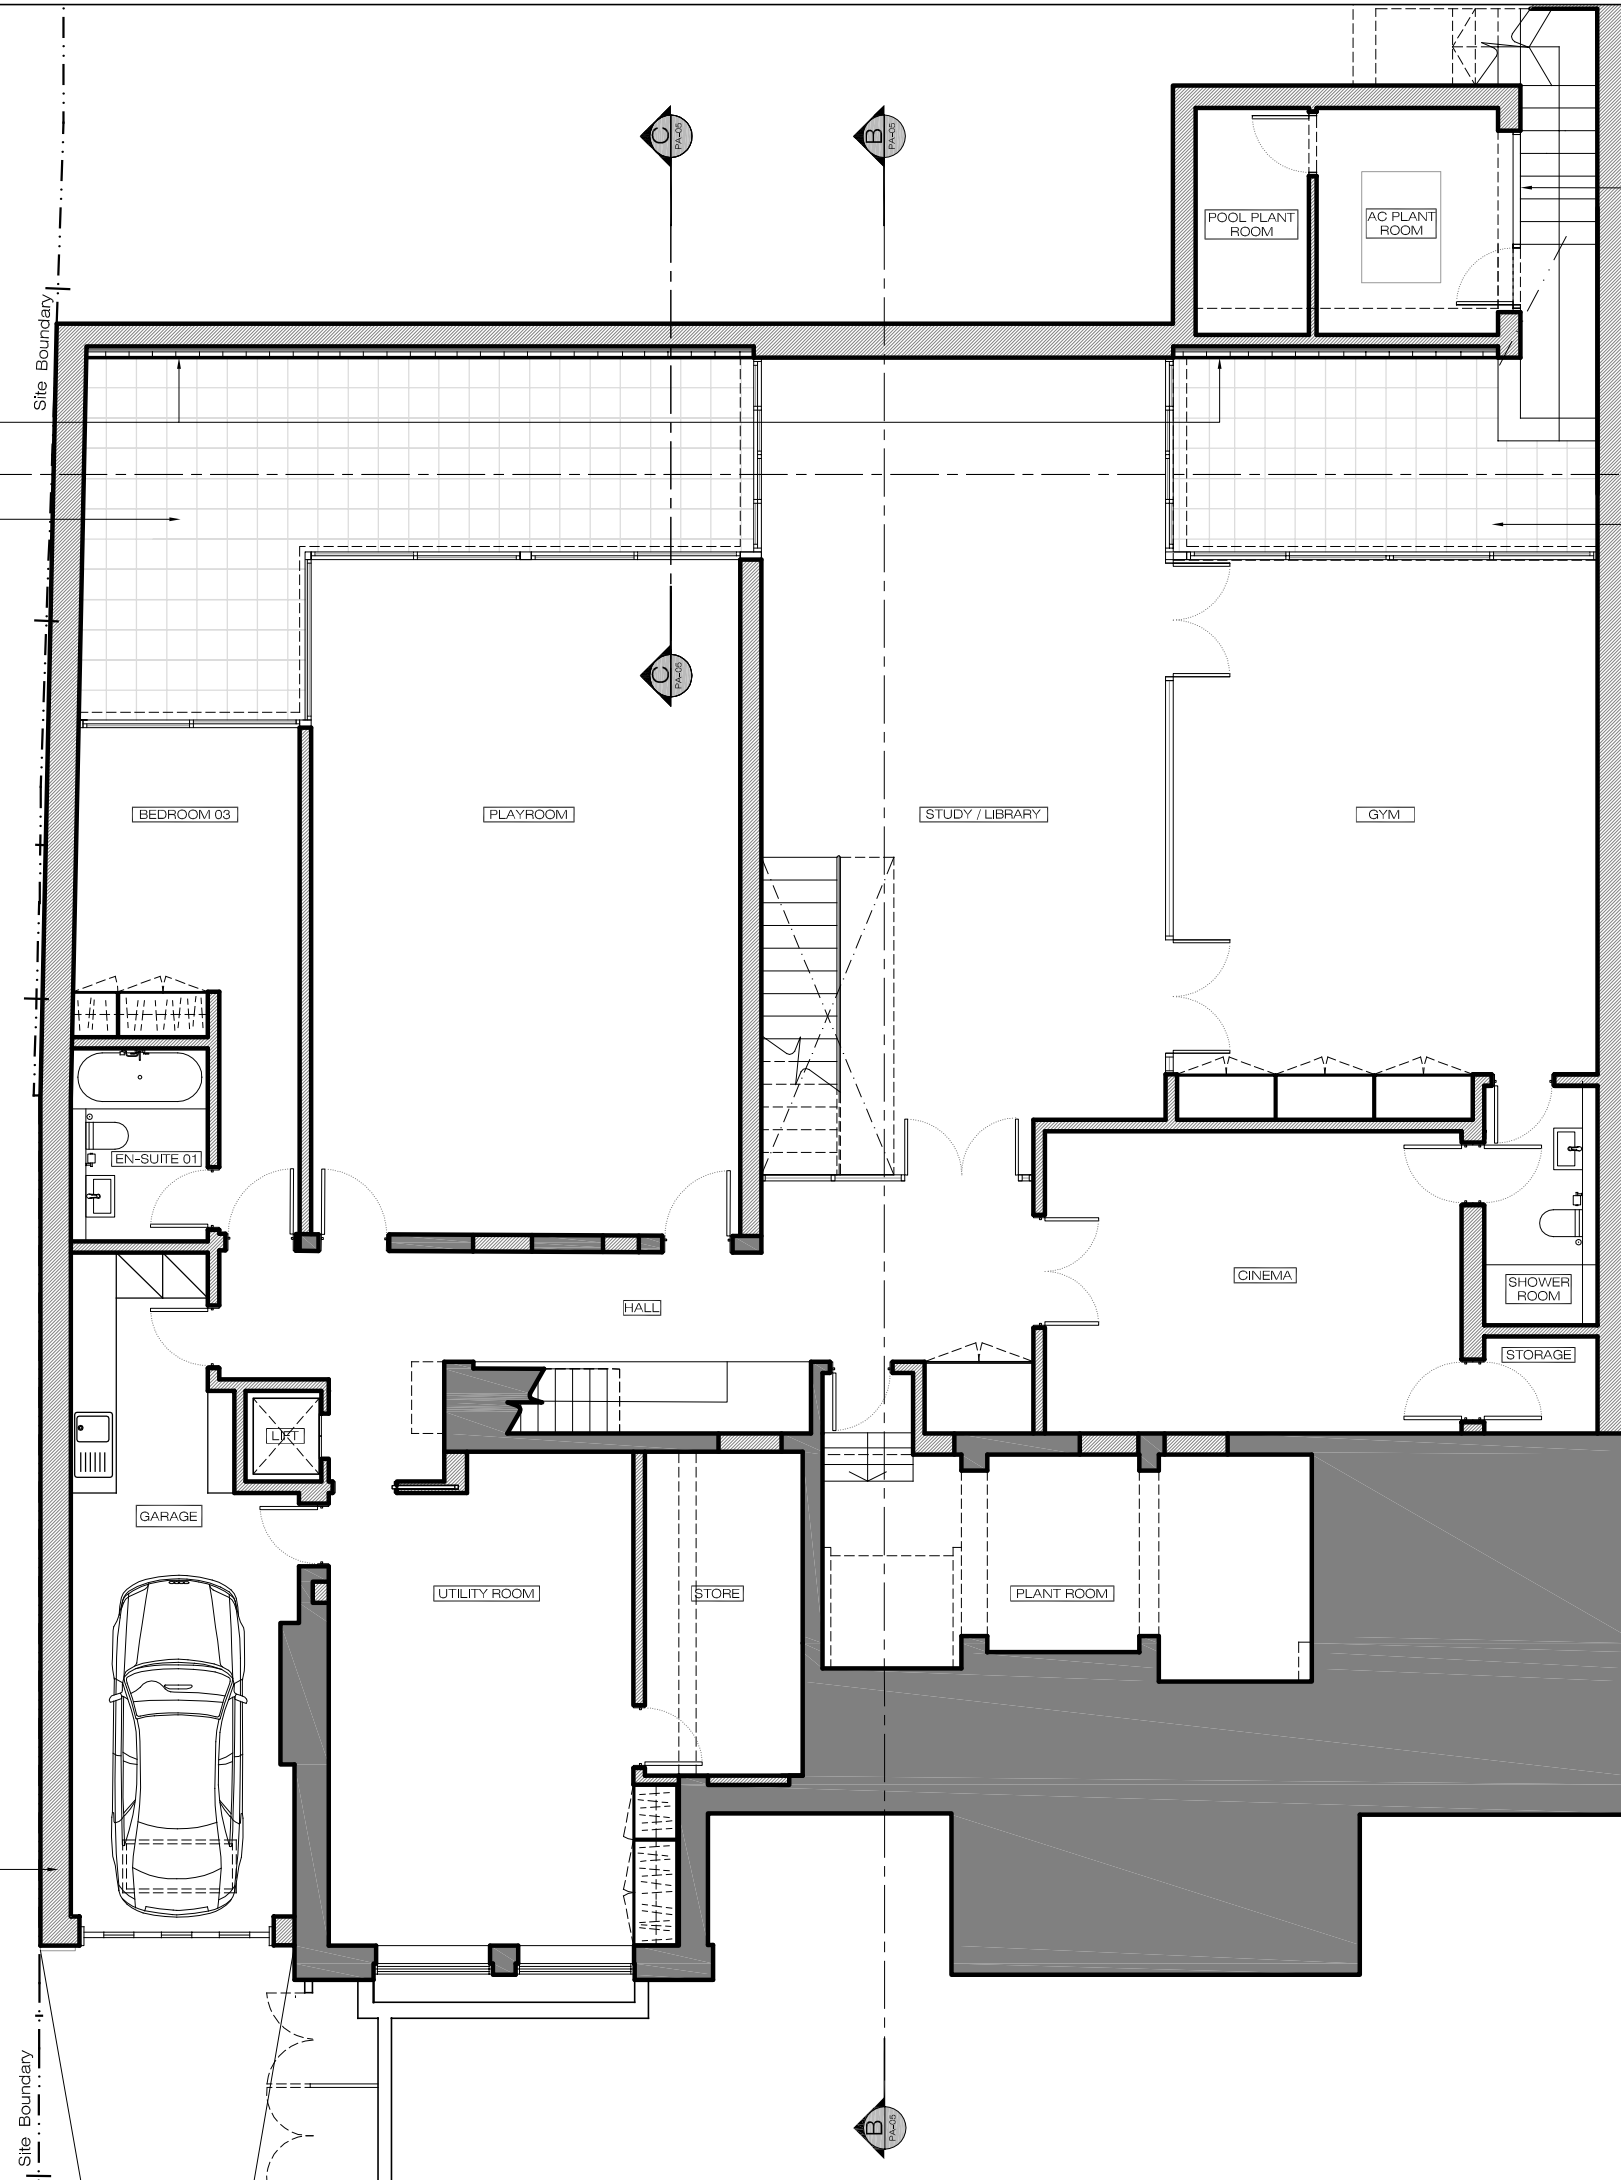 C
PA-05
B
PA-05
POOL PLANT
ROOM
AC PLANT
ROOM
Site Boundary
C
PA-05
BEDROOM 03
PLAYROOM
STUDY / LIBRARY
GYM
EN-SUITE 01
CINEMA
SHOWER
ROOM
HALL
STORAGE
LIFT
GARAGE
UTILITY ROOM
STORE
PLANT ROOM
Site Boundary
B
PA-05